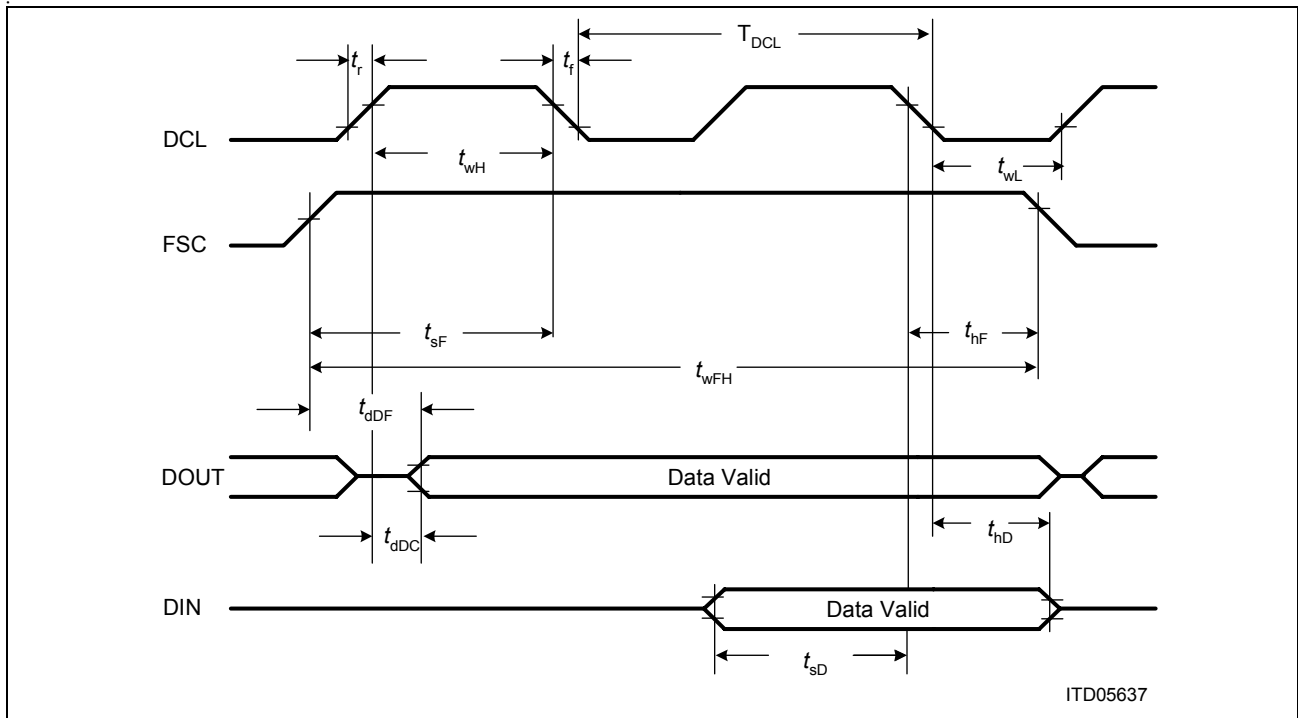 T_DCL
t_r
t_f
DCL
t_wH
t_wL
FSC
t_sF
t_hF
t_wFH
t_dDF
DOUT
Data Valid
t_dDC
t_hD
DIN
Data Valid
t_sD
ITD05637